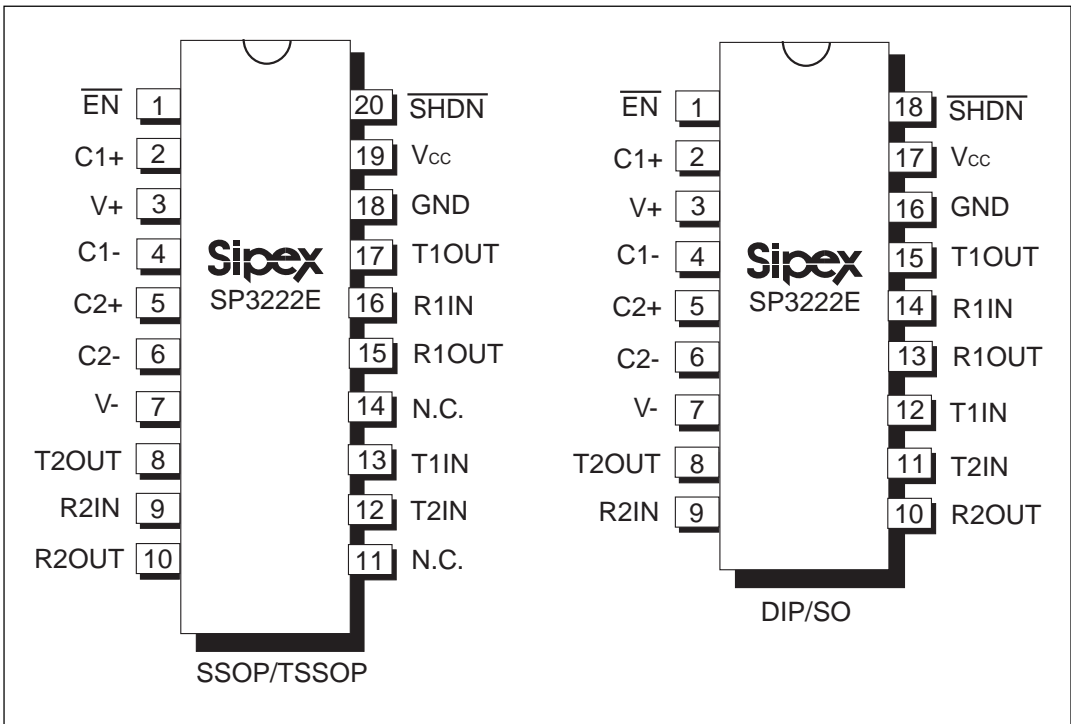 EN 1 20 SHDN
C1+ 2 19 Vcc
V+ 3 18 GND
C1- 4 17 T1OUT
C2+ 5 16 R1IN
C2- 6 15 R1OUT
V- 7 14 N.C.
T2OUT 8 13 T1IN
R2IN 9 12 T2IN
R2OUT 10 11 N.C.
Sipex
SP3222E
SSOP/TSSOP
EN 1 18 SHDN
C1+ 2 17 Vcc
V+ 3 16 GND
C1- 4 15 T1OUT
C2+ 5 14 R1IN
C2- 6 13 R1OUT
V- 7 12 T1IN
T2OUT 8 11 T2IN
R2IN 9 10 R2OUT
Sipex
SP3222E
DIP/SO